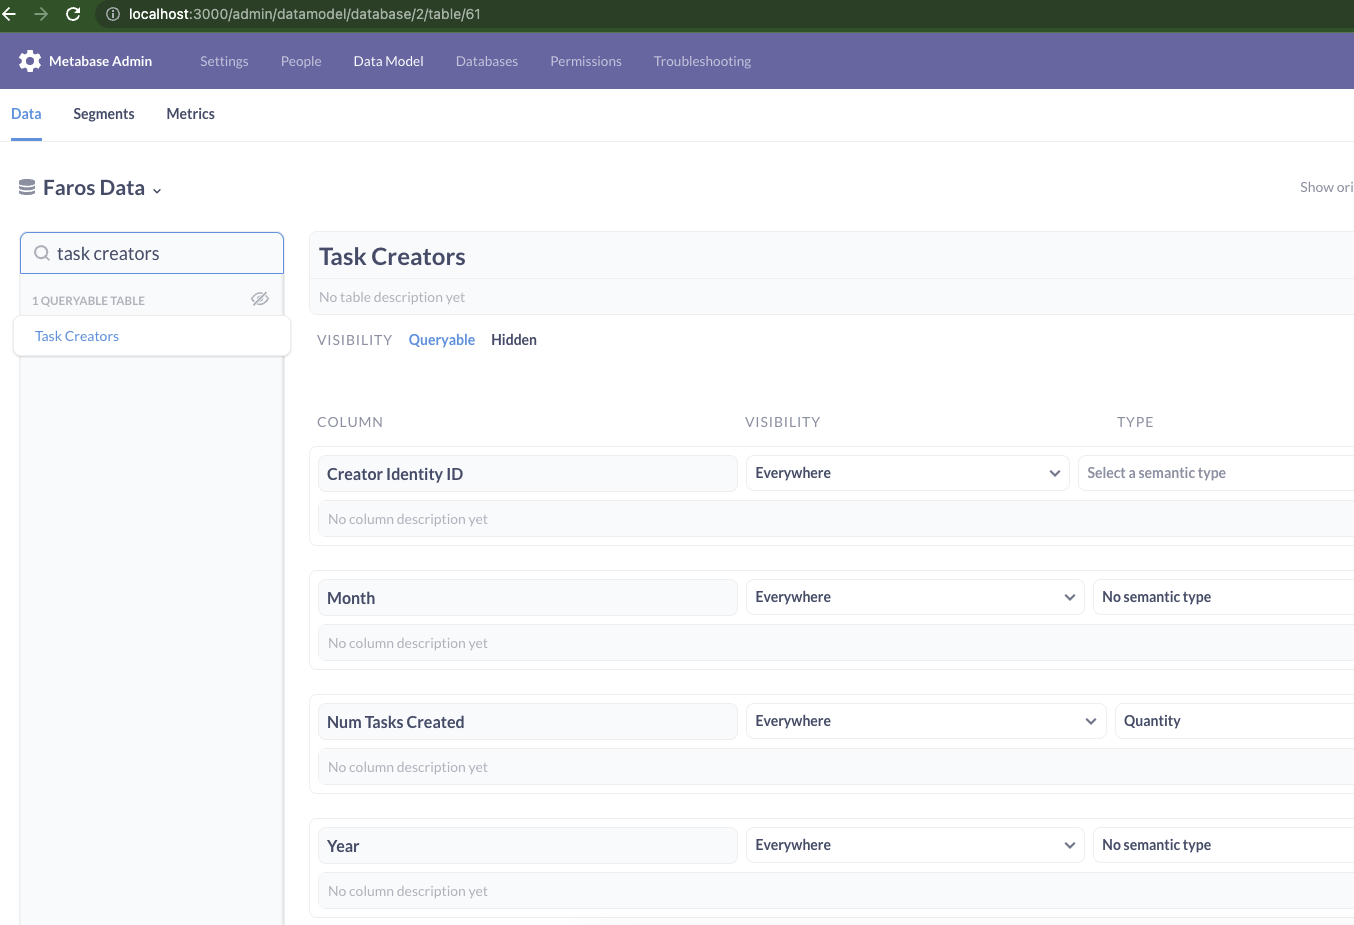 localhost:3000/admin/datamodel/database/2/table/61
Metabase Admin Settings People Data Model Databases Permissions Troubleshooting
Data Segments Metrics
Faros Data Show ori
task creators
1 QUERYABLE TABLE
Task Creators
Task Creators
No table description yet
VISIBILITY Queryable Hidden
COLUMN VISIBILITY TYPE
Creator Identity ID Everywhere Select a semantic type
No column description yet
Month Everywhere No semantic type
No column description yet
Num Tasks Created Everywhere Quantity
No column description yet
Year Everywhere No semantic type
No column description yet